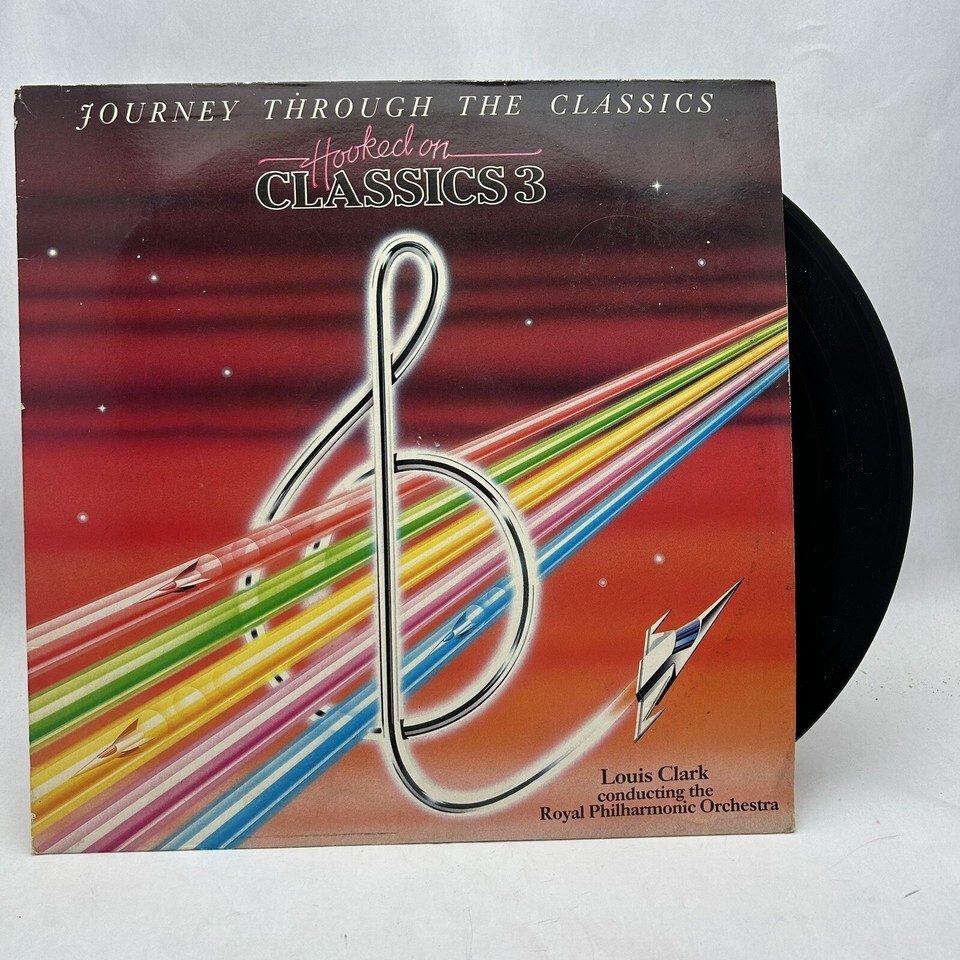 JOURNEY THROUGH THE CLASSICS
Hooked on
CLASSICS 3
Louis Clark
conducting the
Royal Philharmonic Orchestra